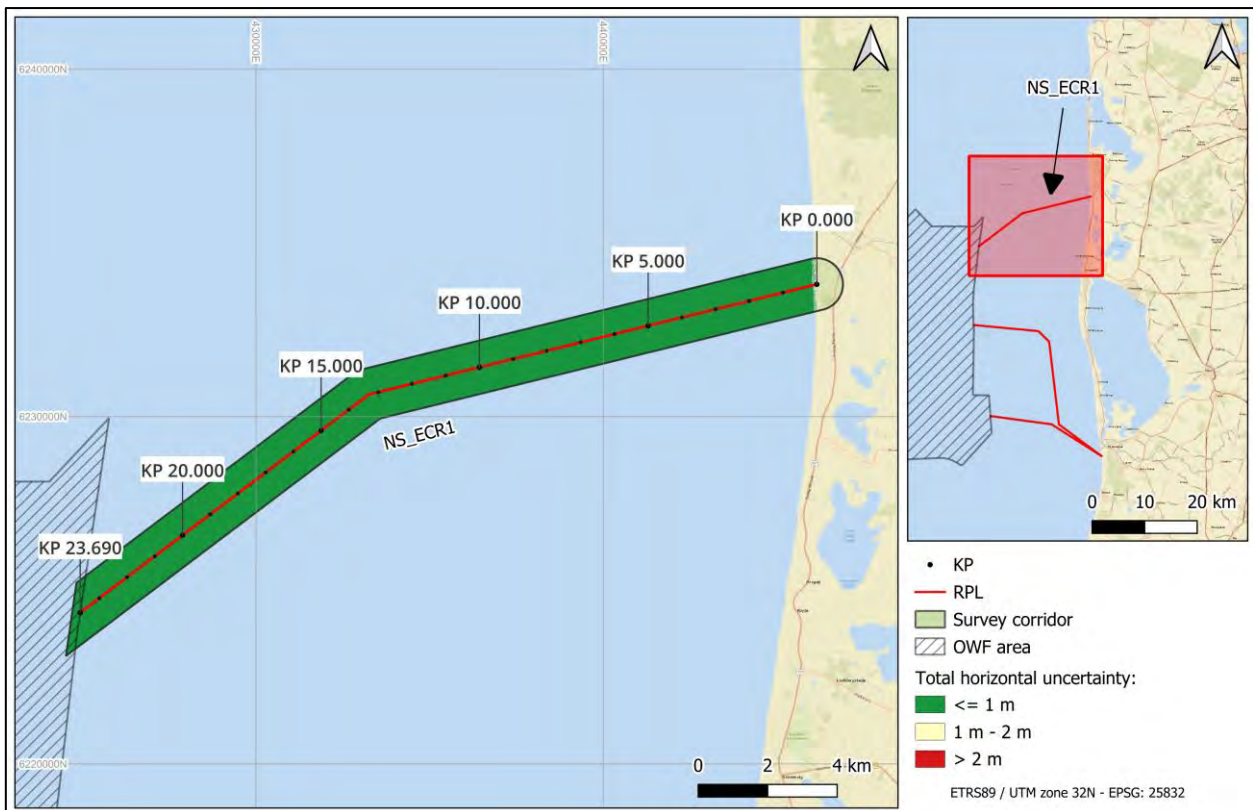 430000E
440000E
6240000N
KP 0.000
KP 5.000
KP 10.000
KP 15.000
6230000N
NS_ECR1
KP 20.000
KP 23.690
6220000N
0 2 4 km
NS_ECR1
0 10 20 km
KP
RPL
Survey corridor
OWF area
Total horizontal uncertainty:
<= 1 m
1 m - 2 m
> 2 m
ETRS89 / UTM zone 32N - EPSG: 25832